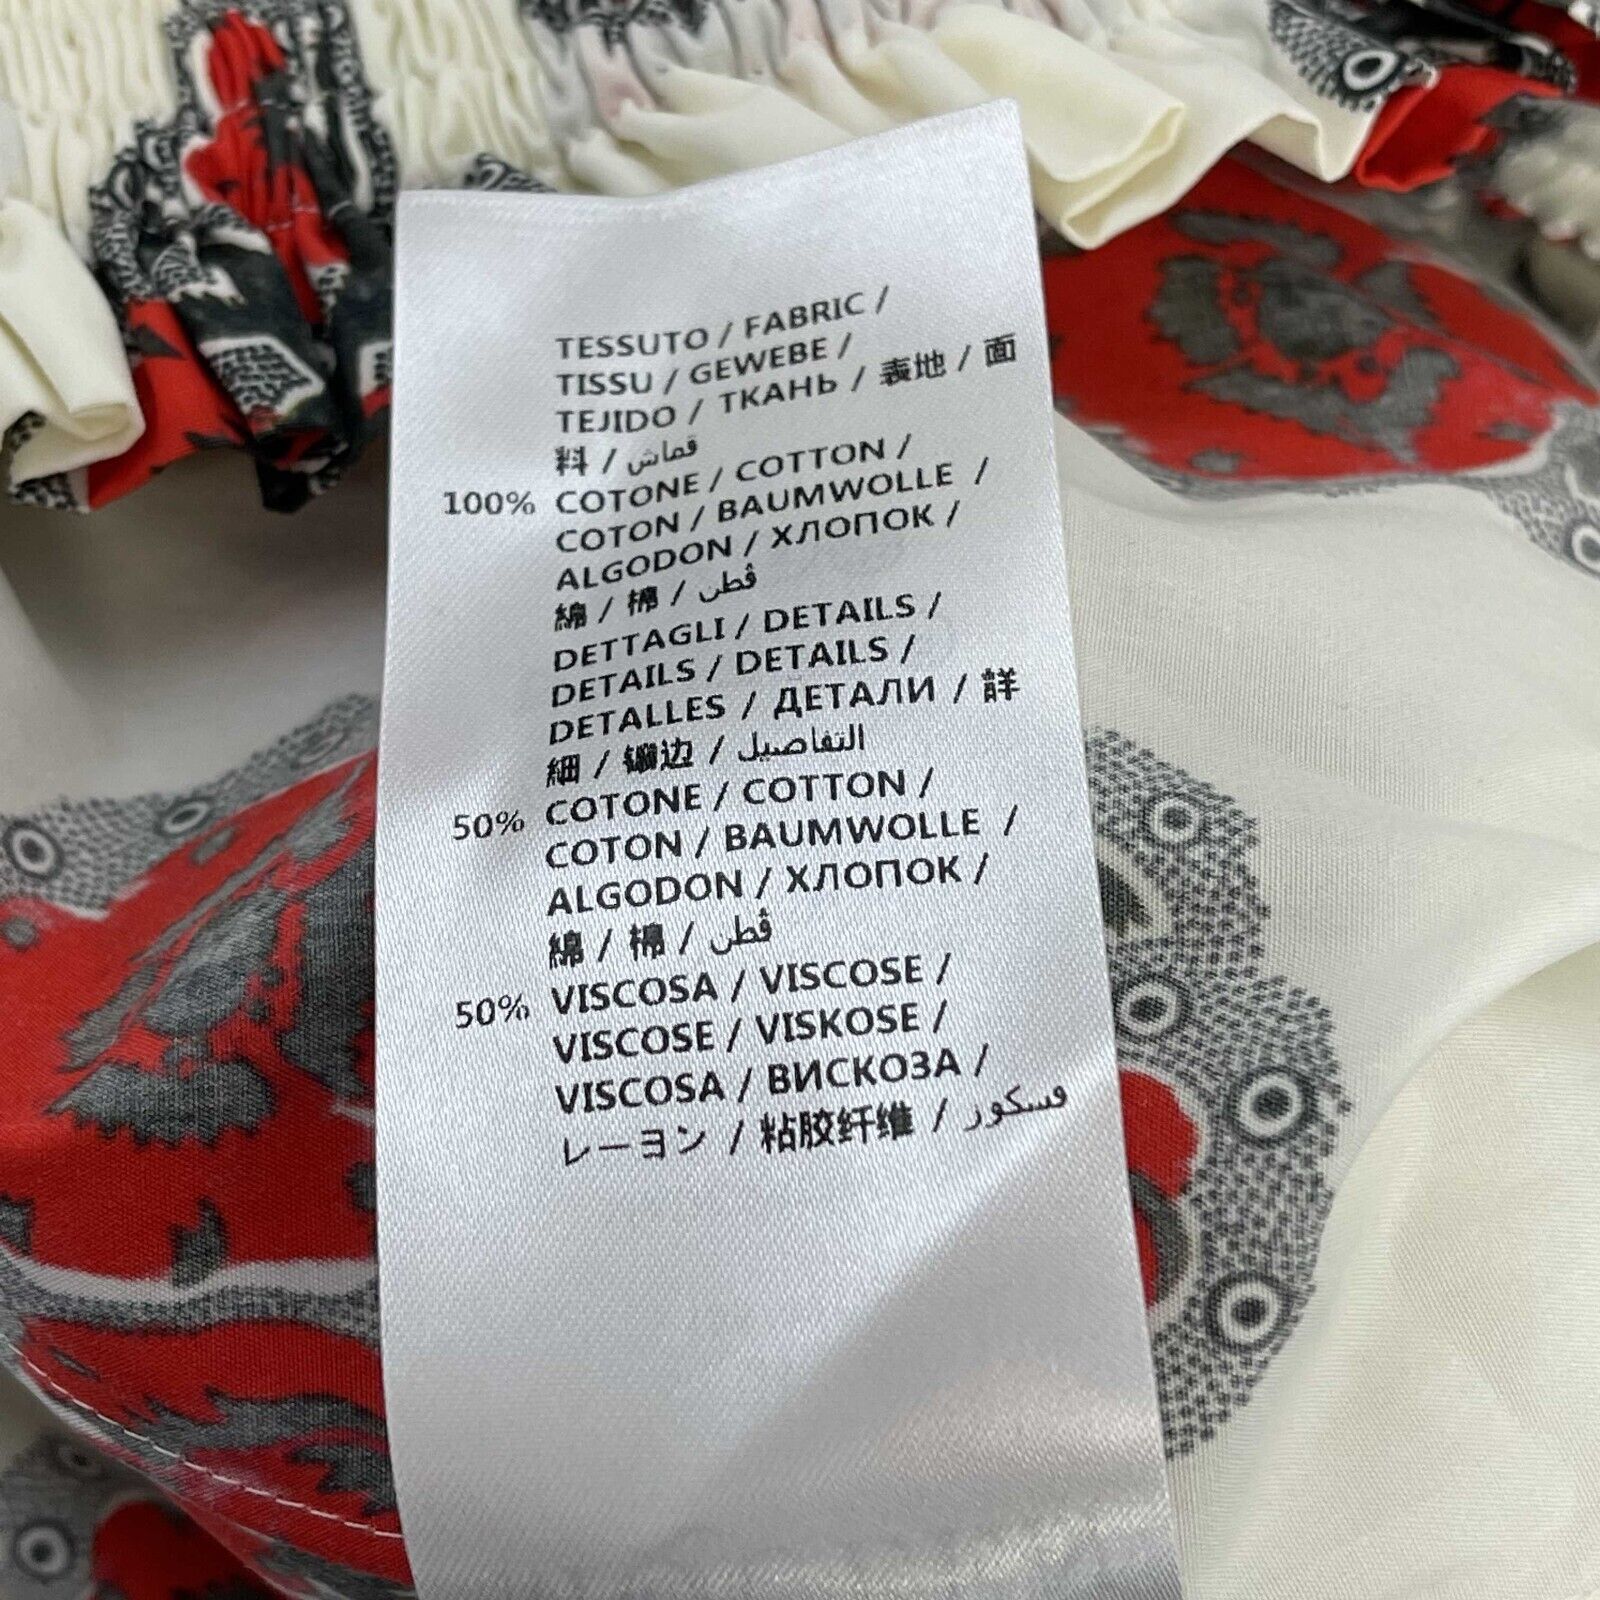 TESSUTO / FABRIC /
TISSU / GEWEBE /
TEJIDO / ТКАНЬ / 表地 / 面
料 / قماش
100% COTONE / COTTON /
COTON / BAUMWOLLE /
ALGODON / ХЛОПОК /
綿 / 棉 / قطن
DETTAGLI / DETAILS /
DETAILS / DETAILS /
DETALLES / ДЕТАЛИ / 詳
細 / 镶边 / التفاصيل
50% COTONE / COTTON /
COTON / BAUMWOLLE /
ALGODON / ХЛОПОК /
綿 / 棉 / قطن
50% VISCOSA / VISCOSE /
VISCOSE / VISKOSE /
VISCOSA / ВИСКОЗА /
レーヨン / 粘胶纤维 / فسكور